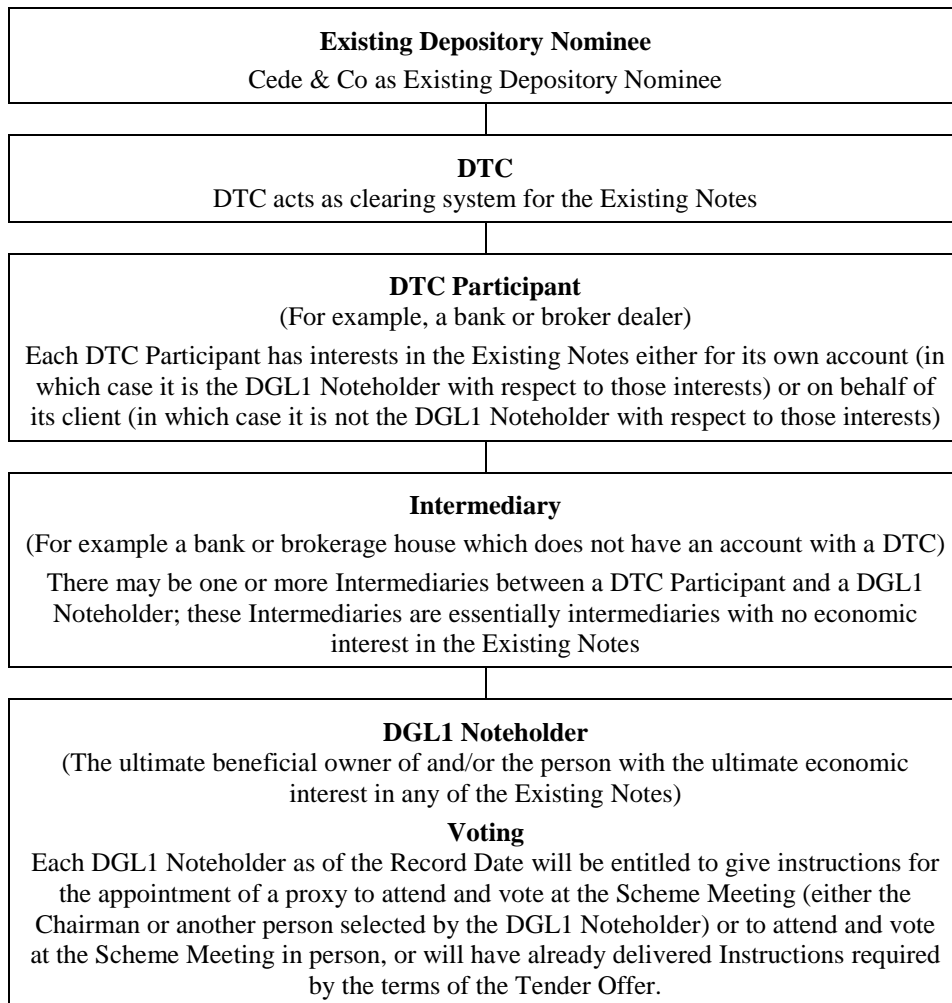 Existing Depository Nominee
Cede & Co as Existing Depository Nominee
DTC
DTC acts as clearing system for the Existing Notes
DTC Participant
(For example, a bank or broker dealer)
Each DTC Participant has interests in the Existing Notes either for its own account (in
which case it is the DGL1 Noteholder with respect to those interests) or on behalf of
its client (in which case it is not the DGL1 Noteholder with respect to those interests)
Intermediary
(For example a bank or brokerage house which does not have an account with a DTC)
There may be one or more Intermediaries between a DTC Participant and a DGL1
Noteholder; these Intermediaries are essentially intermediaries with no economic
interest in the Existing Notes
DGL1 Noteholder
(The ultimate beneficial owner of and/or the person with the ultimate economic
interest in any of the Existing Notes)
Voting
Each DGL1 Noteholder as of the Record Date will be entitled to give instructions for
the appointment of a proxy to attend and vote at the Scheme Meeting (either the
Chairman or another person selected by the DGL1 Noteholder) or to attend and vote
at the Scheme Meeting in person, or will have already delivered Instructions required
by the terms of the Tender Offer.